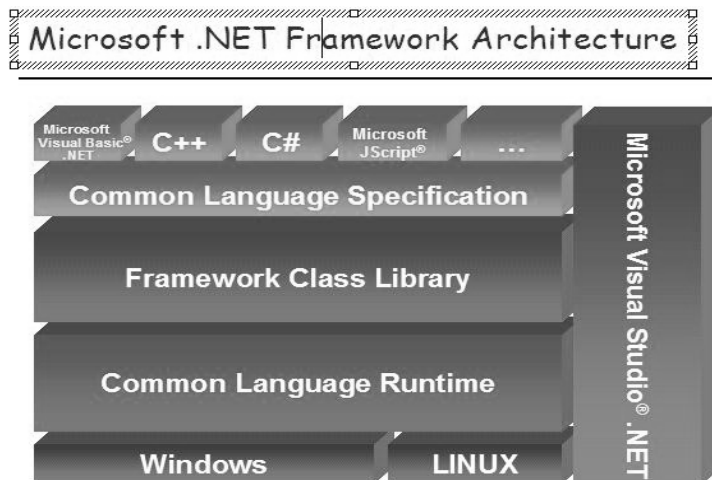 Microsoft .NET Framework Architecture
Microsoft
Visual Basic®
.NET
C++
C#
Microsoft
JScript®
...
Common Language Specification
Framework Class Library
Common Language Runtime
Windows
LINUX
Microsoft Visual Studio® .NET